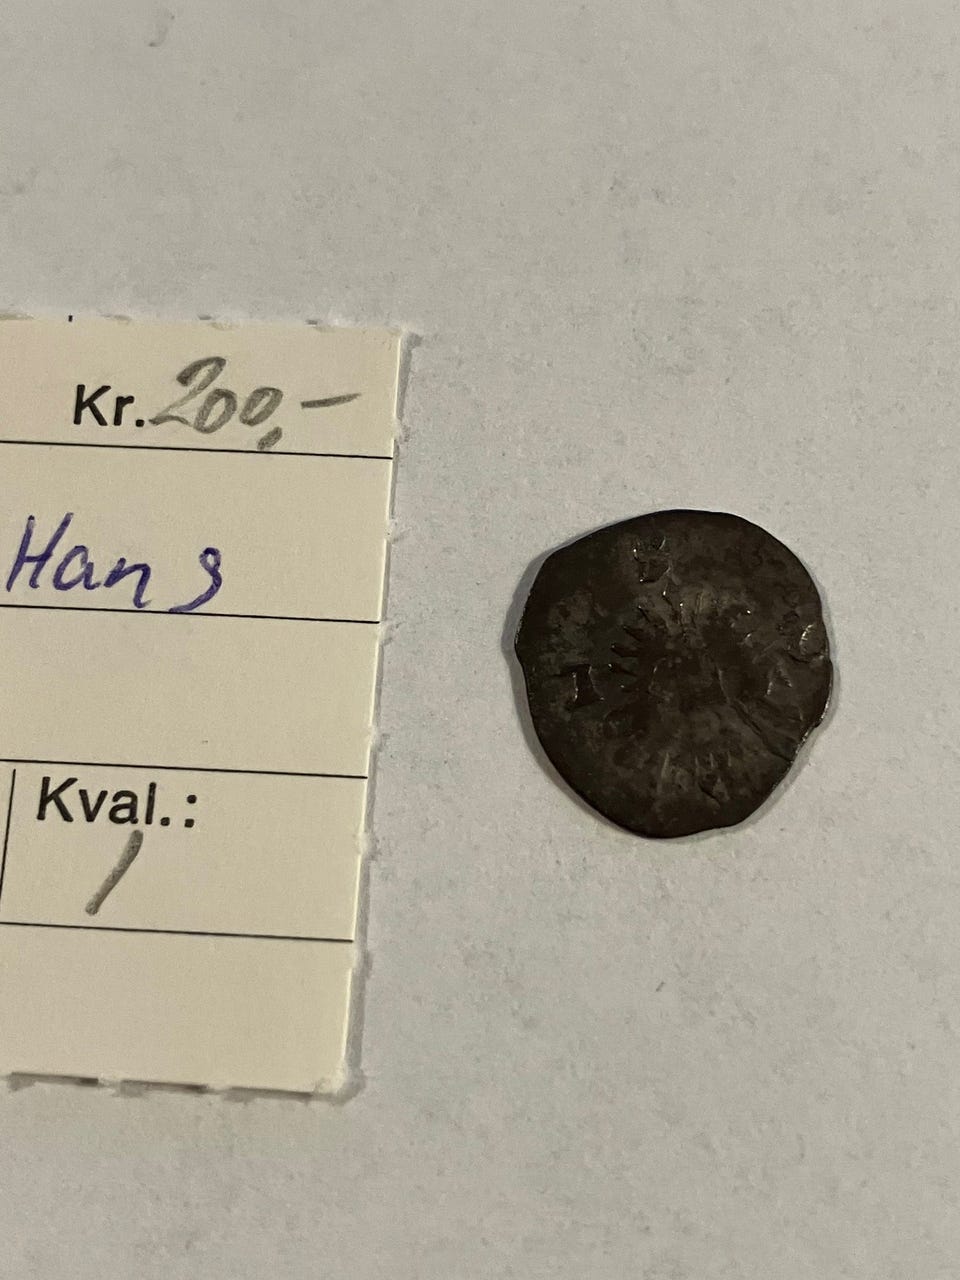 Kr. 200,-
Hans
Kval.:
1